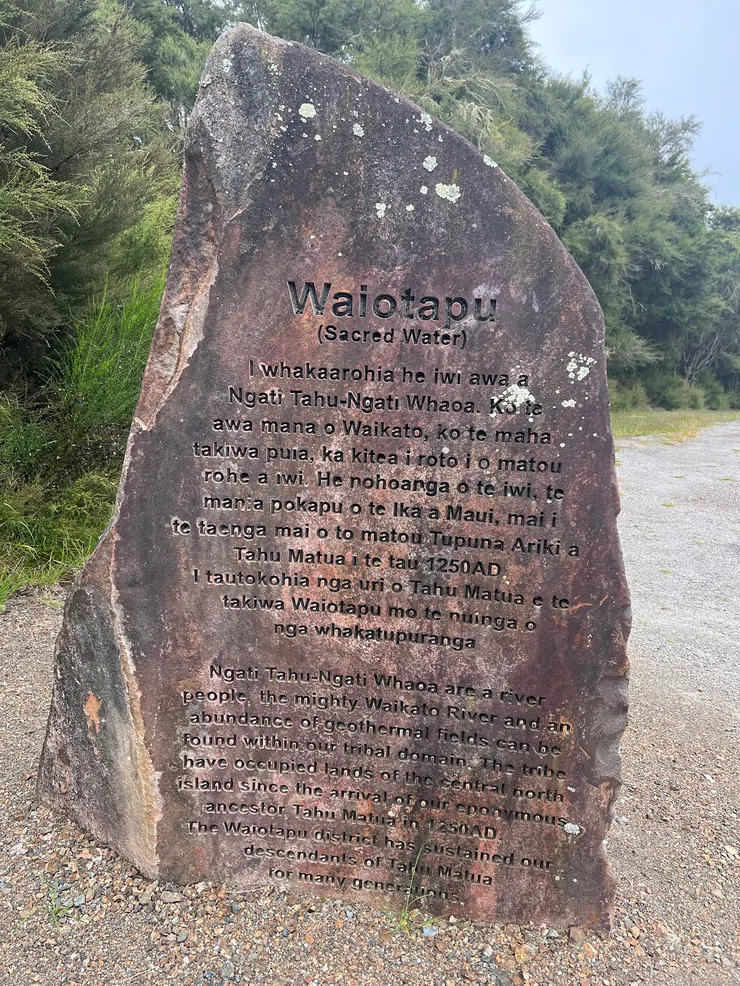 Waiotapu
(Sacred Water)
I whakaarohia he iwi awa a
Ngati Tahu-Ngati Whaoa. Ko te
awa mana o Waikato, ko te maha
takiwa puia, ka kitea i roto i o matou
rohe a iwi. He nohoanga o te iwi, te
mania pokapu o te Ika a Maui, mai i
te taenga mai o to matou Tupuna Ariki a
Tahu Matua i te tau 1250AD
I tautokohia nga uri o Tahu Matua e te
takiwa Waiotapu mo te nuinga o
nga whakatupuranga
Ngati Tahu-Ngati Whaoa are a river
people, the mighty Waikato River and an
abundance of geothermal fields can be
found within our tribal domain. The tribe
have occupied lands of the central north
island since the arrival of our eponymous
ancestor, Tahu Matua in 1250AD
The Waiotapu district has sustained our
descendants of Tahu Matua
for many generations.